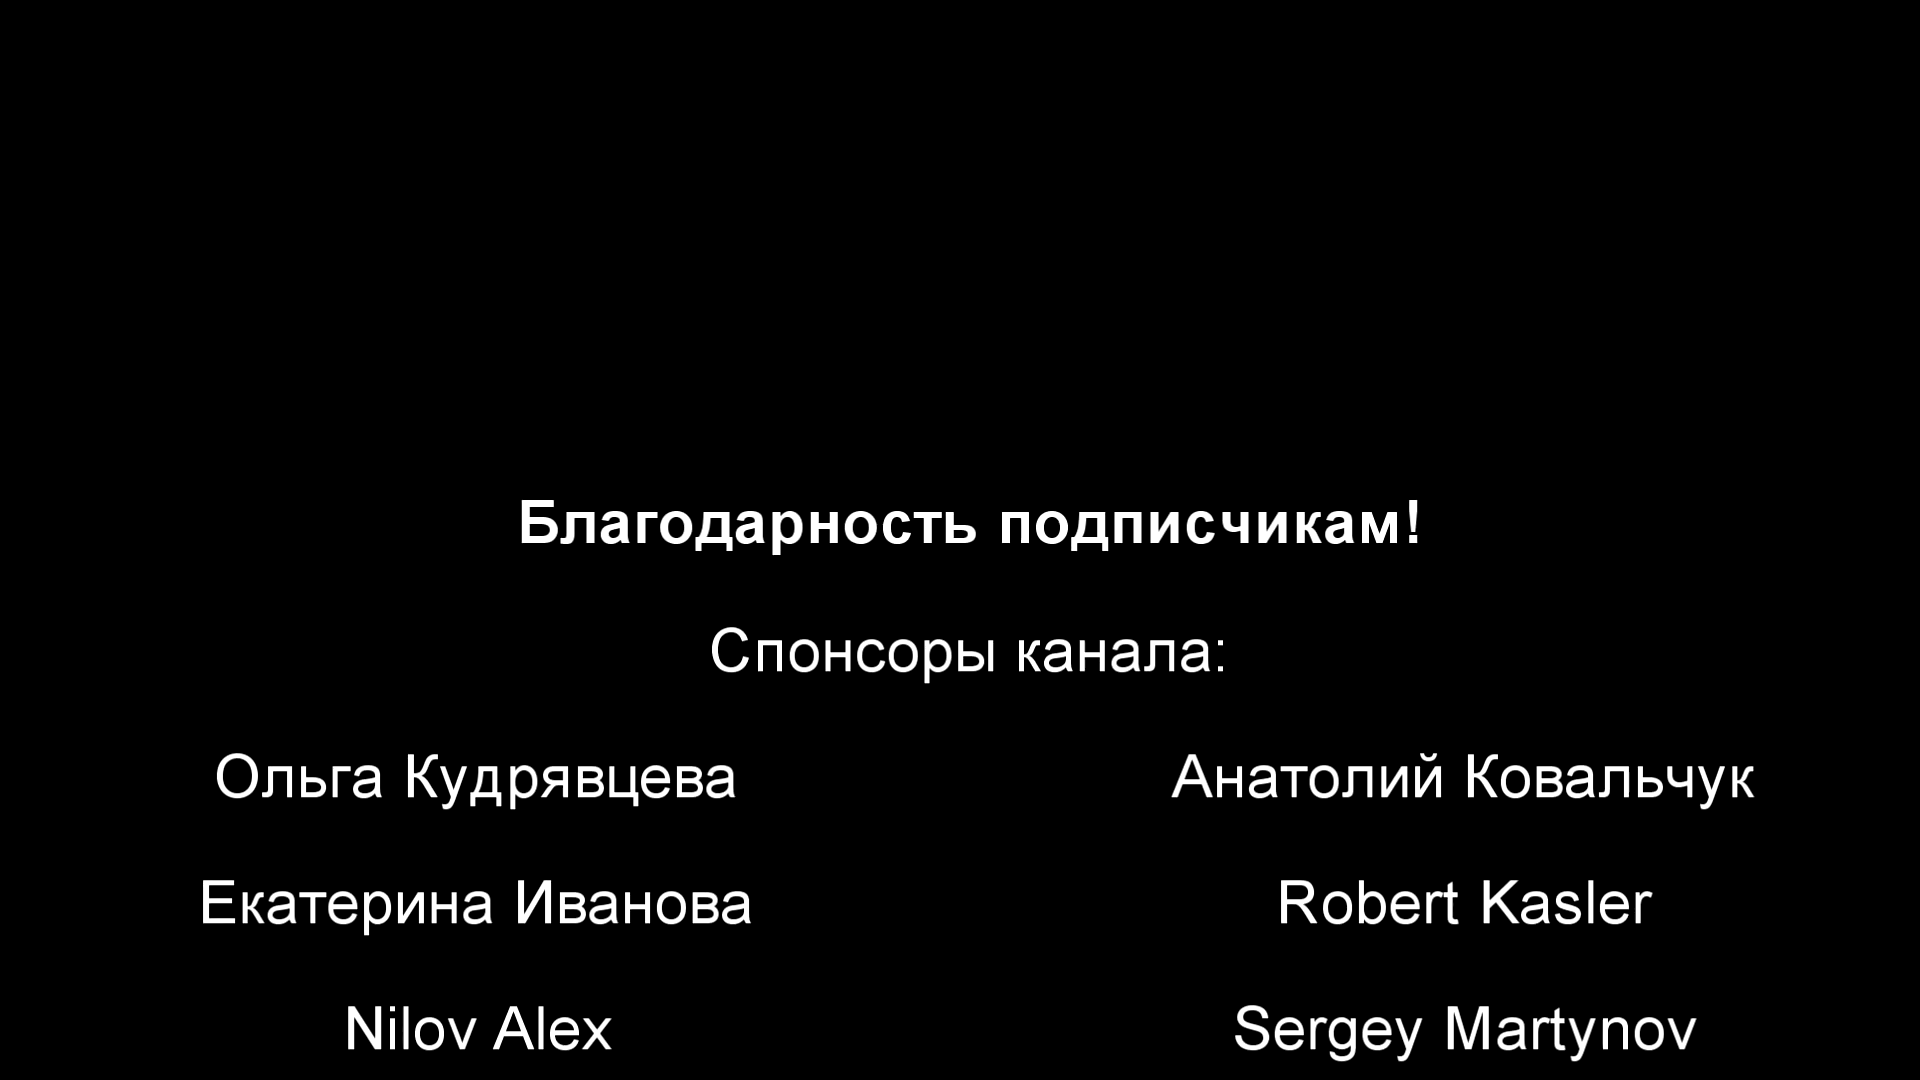 Благодарность подписчикам!
Спонсоры канала:
Ольга Кудрявцева Анатолий Ковальчук
Екатерина Иванова Robert Kasler
Nilov Alex Sergey Martynov